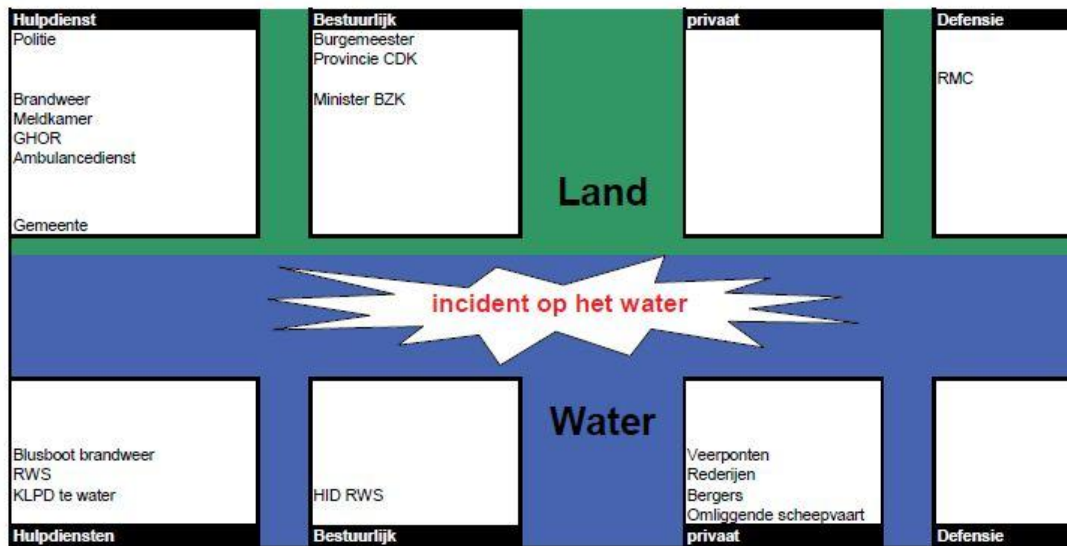 Hulpdienst
Politie
Brandweer
Meldkamer
GHOR
Ambulancedienst
Gemeente
Bestuurlijk
Burgemeester
Provincie CDK
Minister BZK
privaat
Defensie
RMC
Land
incident op het water
Water
Blusboot brandweer
RWS
KLPD te water
Hulpdiensten
HID RWS
Bestuurlijk
Veerponten
Rederijen
Bergers
Omliggende scheepvaart
privaat
Defensie